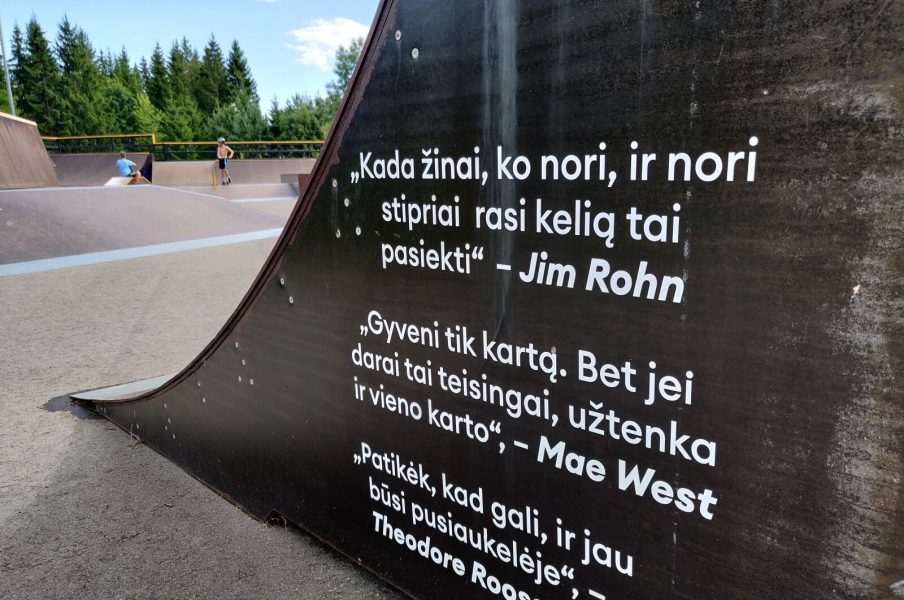 „Kada žinai, ko nori, ir nori
stipriai rasi kelią tai
pasiekti“ – Jim Rohn
„Gyveni tik kartą. Bet jei
darai tai teisingai, užtenka
ir vieno karto“, – Mae West
„Patikėk, kad gali, ir jau
būsi pusiaukelėje“, –
Theodore